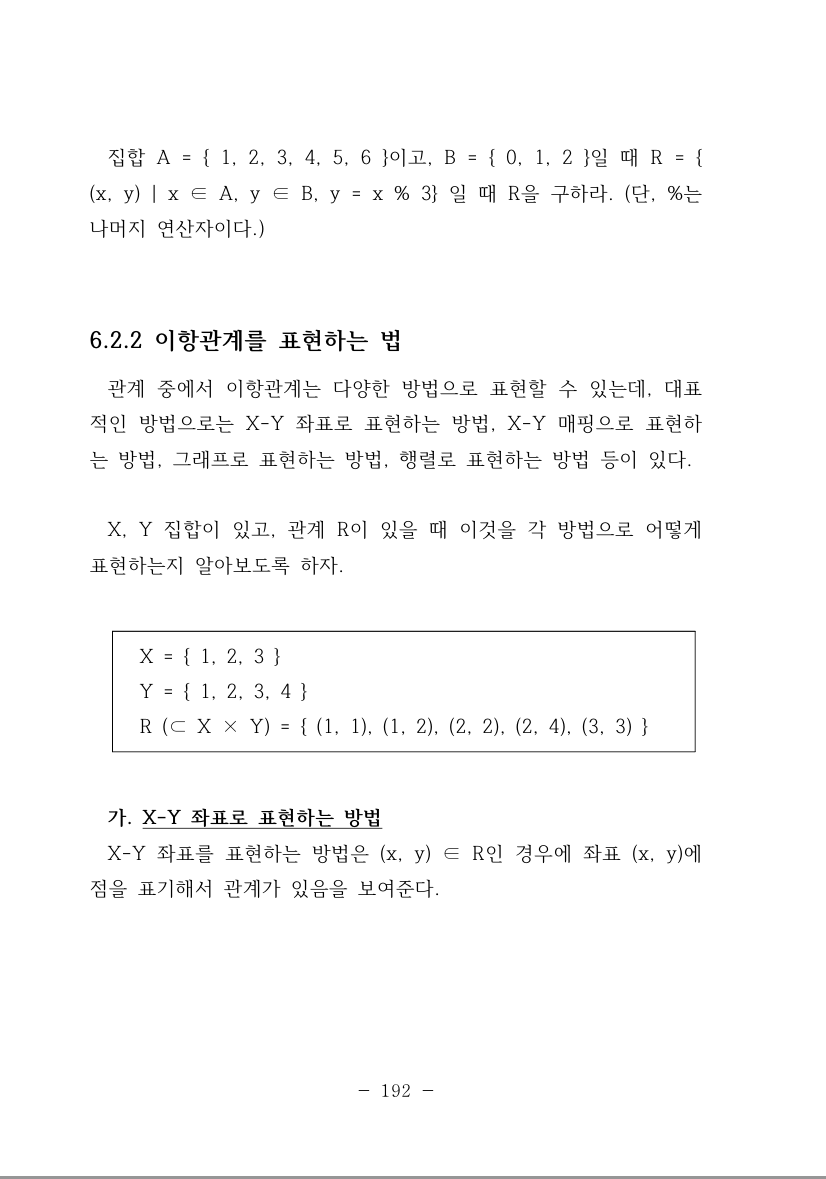 집합 A = { 1, 2, 3, 4, 5, 6 }이고, B = { 0, 1, 2 }일 때 R = {
(x, y) | x ∈ A, y ∈ B, y = x % 3} 일 때 R을 구하라. (단, %는
나머지 연산자이다.)
6.2.2 이항관계를 표현하는 법
관계 중에서 이항관계는 다양한 방법으로 표현할 수 있는데, 대표
적인 방법으로는 X-Y 좌표로 표현하는 방법, X-Y 매핑으로 표현하
는 방법, 그래프로 표현하는 방법, 행렬로 표현하는 방법 등이 있다.
X, Y 집합이 있고, 관계 R이 있을 때 이것을 각 방법으로 어떻게
표현하는지 알아보도록 하자.
X = { 1, 2, 3 }
Y = { 1, 2, 3, 4 }
R (⊂ X × Y) = { (1, 1), (1, 2), (2, 2), (2, 4), (3, 3) }
가. X-Y 좌표로 표현하는 방법
X-Y 좌표를 표현하는 방법은 (x, y) ∈ R인 경우에 좌표 (x, y)에
점을 표기해서 관계가 있음을 보여준다.
- 192 -